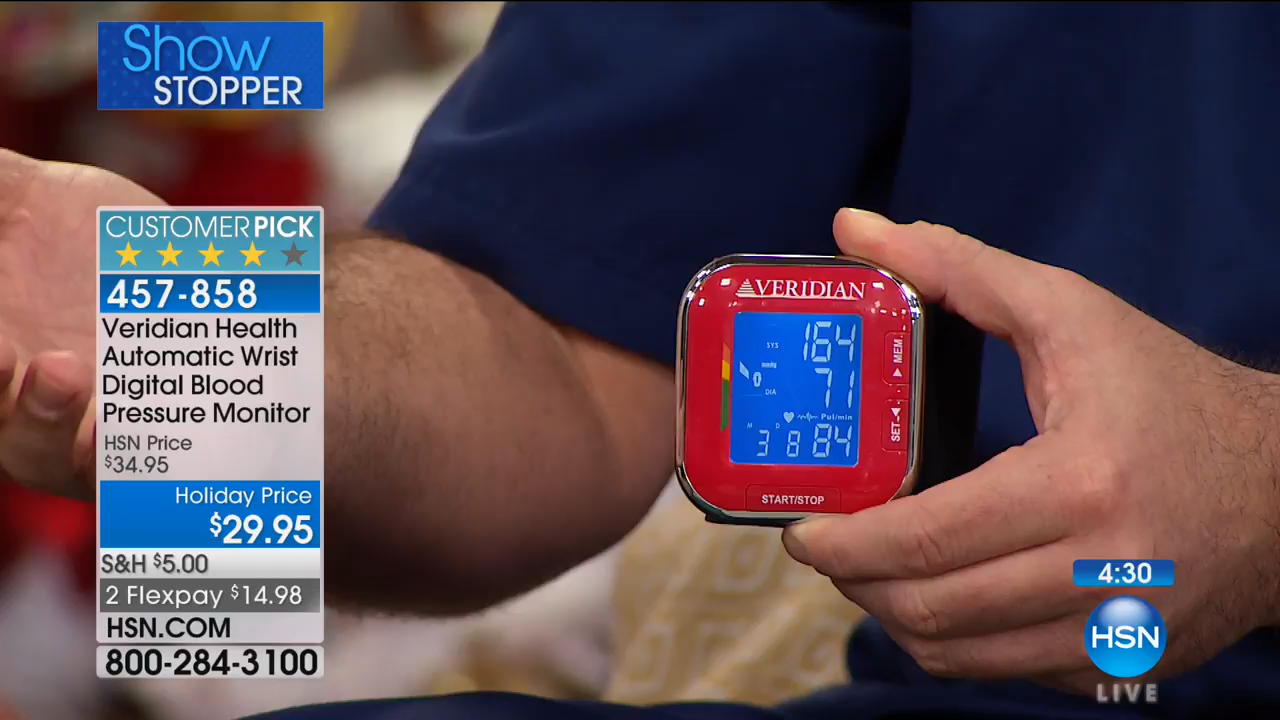 Show
STOPPER
CUSTOMER PICK
457-858
Veridian Health
Automatic Wrist
Digital Blood
Pressure Monitor
HSN Price
$34.95
Holiday Price
$29.95
S&H $5.00
2 Flexpay $14.98
HSN.COM
800-284-3100
VERIDIAN
SYS 164
mmHg
71
DIA
Pul/min
M D
3 8 84
MEM
SET
START/STOP
4:30
HSN
LIVE